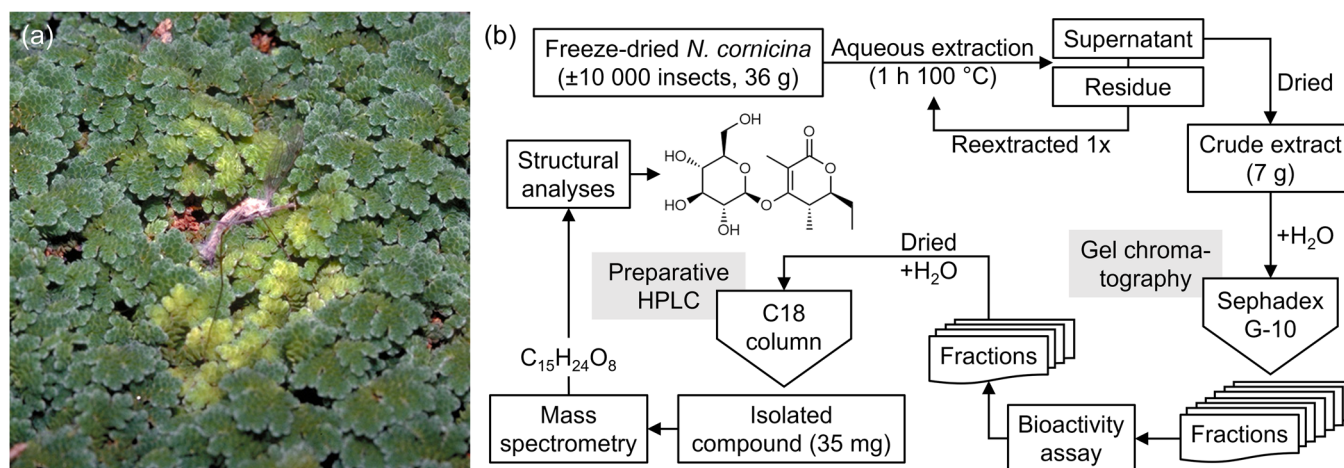 (a)
(b)
Freeze-dried N. cornicina
(±10 000 insects, 36 g)
Aqueous extraction
(1 h 100 °C)
Supernatant
Residue
Reextracted 1x
Dried
Crude extract
(7 g)
+H₂O
Gel chroma-
tography
Sephadex
G-10
Fractions
Bioactivity
assay
Fractions
Dried
+H₂O
Preparative
HPLC
C18
column
Isolated
compound (35 mg)
Mass
spectrometry
C₁₅H₂₄O₈
Structural
analyses
OH
HO
O
HO
OH
O
O
O